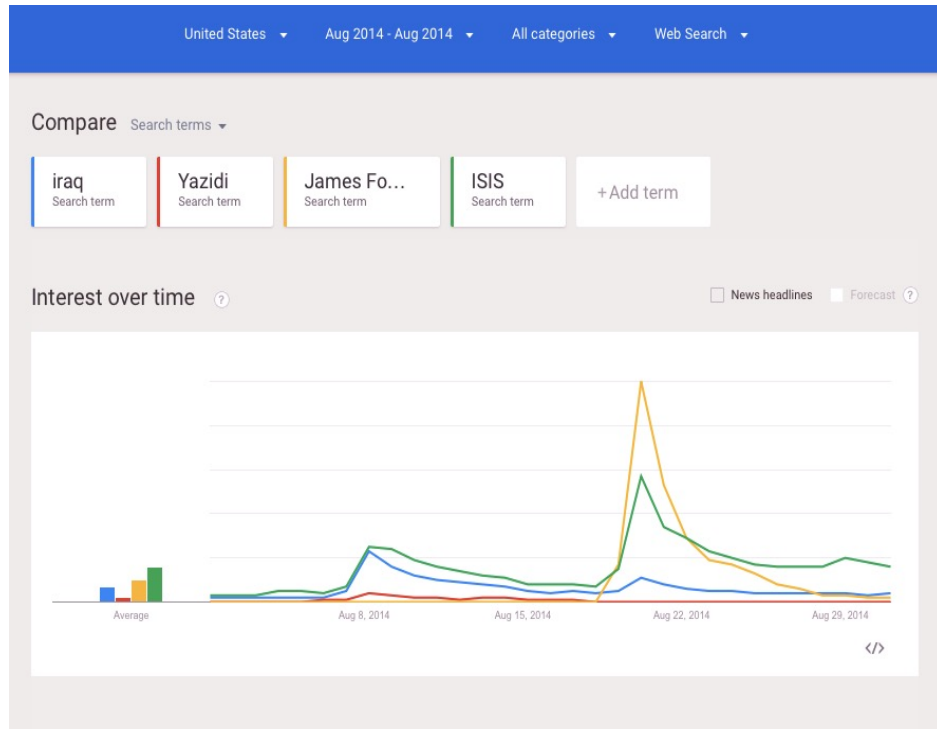 United States Aug 2014 - Aug 2014 All categories Web Search
Compare Search terms
iraq Yazidi James Fo... ISIS
Search term Search term Search term Search term +Add term
Interest over time ? News headlines Forecast ?
Average Aug 8, 2014 Aug 15, 2014 Aug 22, 2014 Aug 29, 2014
</>